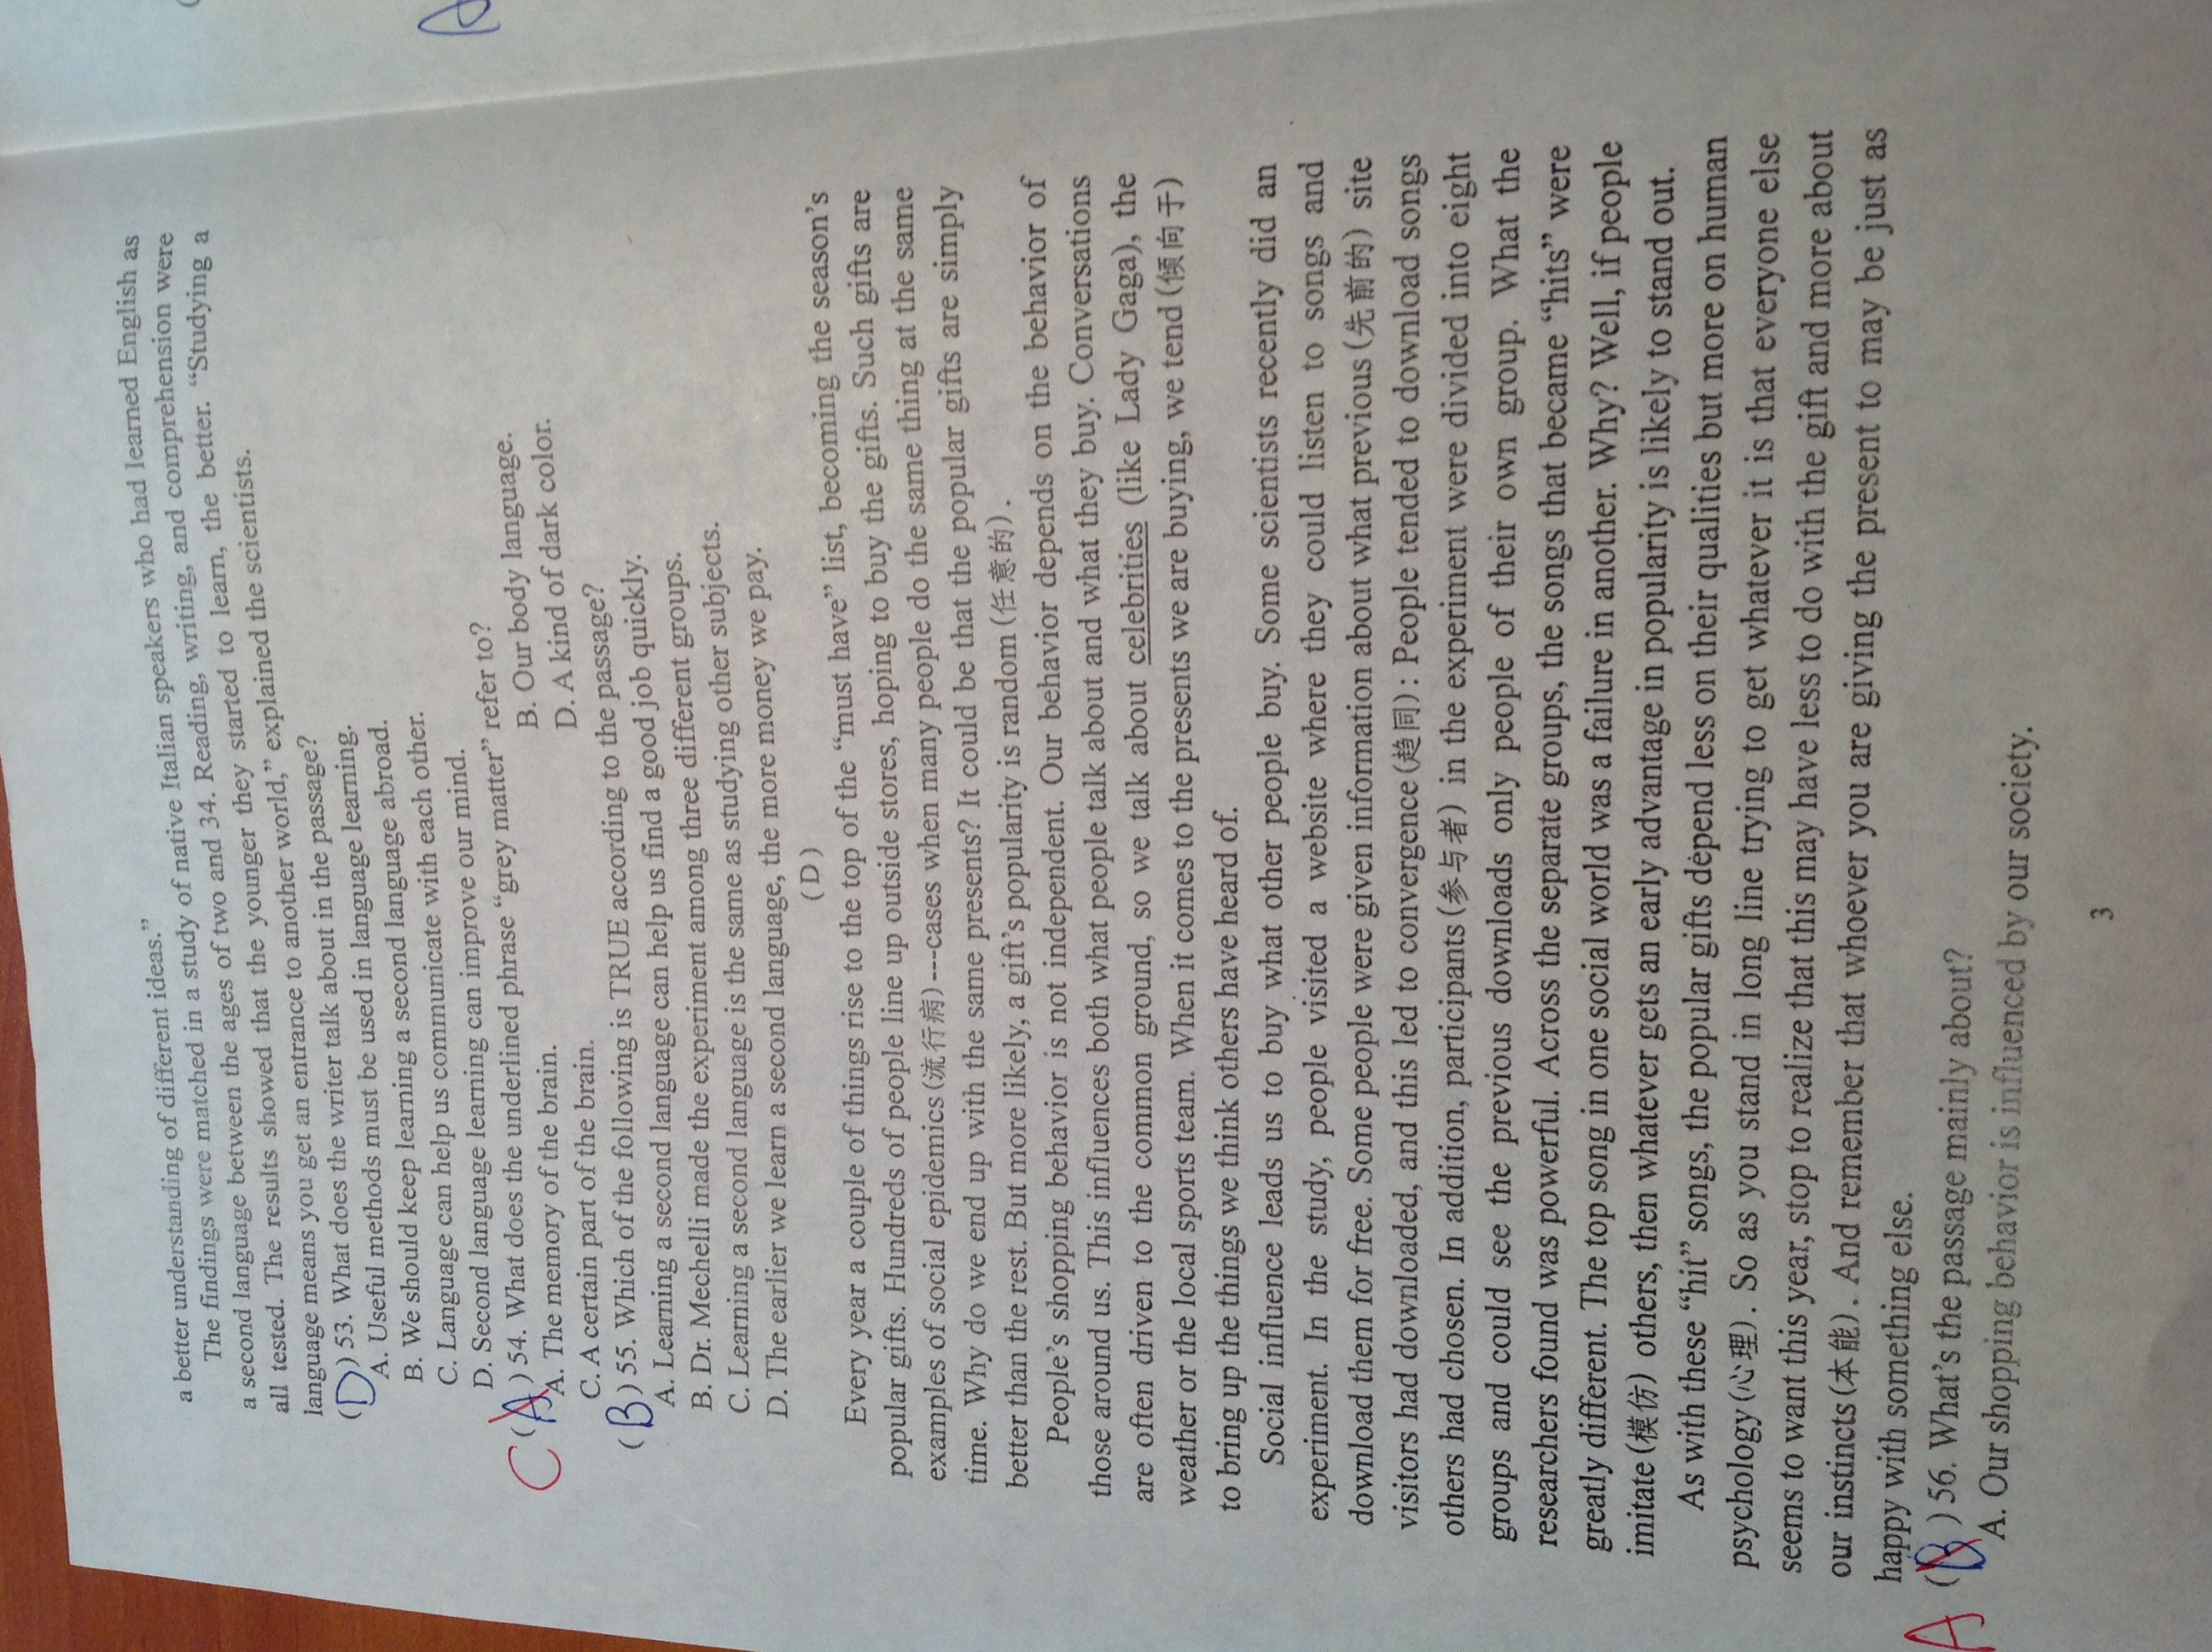 a better understanding of different ideas.”
The findings were matched in a study of native Italian speakers who had learned English as
a second language between the ages of two and 34. Reading, writing, and comprehension were
all tested. The results showed that the younger they started to learn, the better. “Studying a
language means you get an entrance to another world,” explained the scientists.
(D) 53. What does the writer talk about in the passage?
A. Useful methods must be used in language learning.
B. We should keep learning a second language abroad.
C. Language can help us communicate with each other.
D. Second language learning can improve our mind.
C (A) 54. What does the underlined phrase “grey matter” refer to?
A. The memory of the brain. B. Our body language.
C. A certain part of the brain. D. A kind of dark color.
(B) 55. Which of the following is TRUE according to the passage?
A. Learning a second language can help us find a good job quickly.
B. Dr. Mechelli made the experiment among three different groups.
C. Learning a second language is the same as studying other subjects.
D. The earlier we learn a second language, the more money we pay.
(D)
Every year a couple of things rise to the top of the “must have” list, becoming the season’s
popular gifts. Hundreds of people line up outside stores, hoping to buy the gifts. Such gifts are
examples of social epidemics (流行病) ---cases when many people do the same thing at the same
time. Why do we end up with the same presents? It could be that the popular gifts are simply
better than the rest. But more likely, a gift’s popularity is random (任意的).
People’s shopping behavior is not independent. Our behavior depends on the behavior of
those around us. This influences both what people talk about and what they buy. Conversations
are often driven to the common ground, so we talk about celebrities (like Lady Gaga), the
weather or the local sports team. When it comes to the presents we are buying, we tend (倾向于)
to bring up the things we think others have heard of.
Social influence leads us to buy what other people buy. Some scientists recently did an
experiment. In the study, people visited a website where they could listen to songs and
download them for free. Some people were given information about what previous (先前的) site
visitors had downloaded, and this led to convergence (趋同): People tended to download songs
others had chosen. In addition, participants (参与者) in the experiment were divided into eight
groups and could see the previous downloads only people of their own group. What the
researchers found was powerful. Across the separate groups, the songs that became “hits” were
greatly different. The top song in one social world was a failure in another. Why? Well, if people
imitate (模仿) others, then whatever gets an early advantage in popularity is likely to stand out.
As with these “hit” songs, the popular gifts depend less on their qualities but more on human
psychology (心理). So as you stand in long line trying to get whatever it is that everyone else
seems to want this year, stop to realize that this may have less to do with the gift and more about
our instincts (本能). And remember that whoever you are giving the present to may be just as
happy with something else.
A (B) 56. What’s the passage mainly about?
A. Our shopping behavior is influenced by our society.
3
A